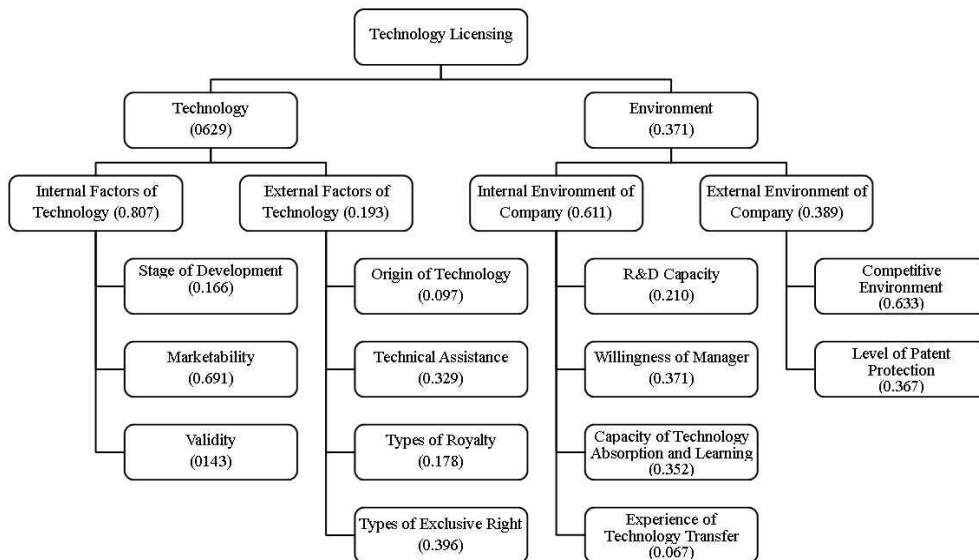 Technology Licensing
Technology
(0629)
Environment
(0.371)
Internal Factors of
Technology (0.807)
External Factors of
Technology (0.193)
Internal Environment of
Company (0.611)
External Environment of
Company (0.389)
Stage of Development
(0.166)
Marketability
(0.691)
Validity
(0143)
Origin of Technology
(0.097)
Technical Assistance
(0.329)
Types of Royalty
(0.178)
Types of Exclusive Right
(0.396)
R&D Capacity
(0.210)
Willingness of Manager
(0.371)
Capacity of Technology
Absorption and Learning
(0.352)
Experience of
Technology Transfer
(0.067)
Competitive
Environment
(0.633)
Level of Patent
Protection
(0.367)